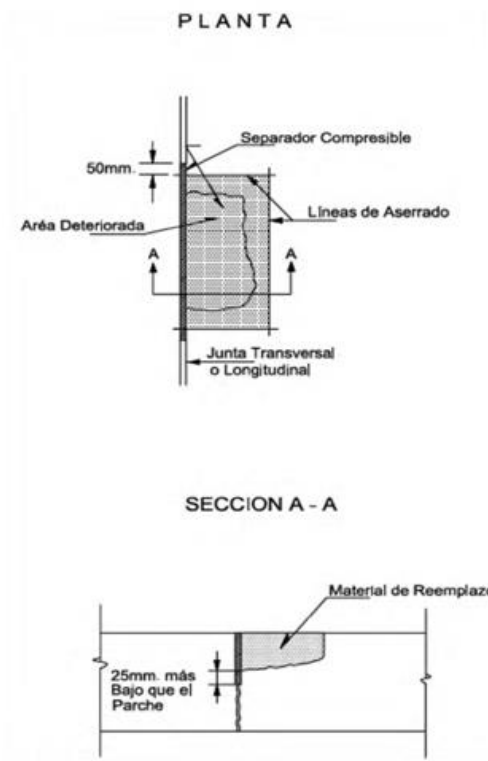 PLANTA
Separador Compresible
50mm.
Líneas de Aserrado
Aréa Deteriorada
A
A
Junta Transversal
o Longitudinal
SECCION A - A
Material de Reemplazo
25mm. más
Bajo que el
Parche